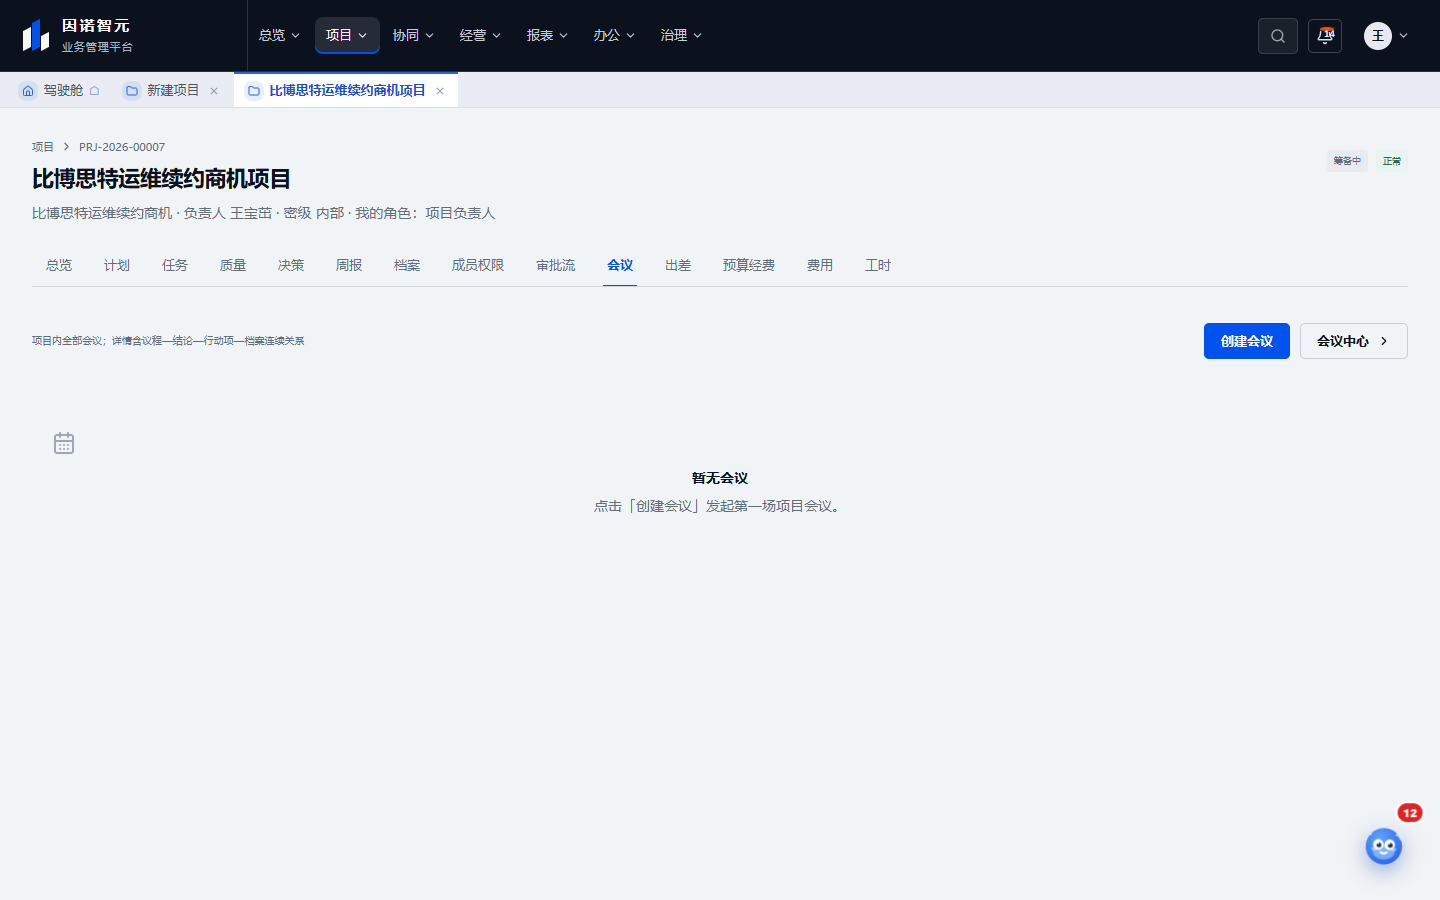 因诺智元
业务管理平台
总览 项目 协同 经营 报表 办公 治理
14
王
驾驶舱 新建项目 比博思特运维续约商机项目
项目 PRJ-2026-00007
筹备中 正常
比博思特运维续约商机项目
比博思特运维续约商机 · 负责人 王宝茁 · 密级 内部 · 我的角色：项目负责人
总览 计划 任务 质量 决策 周报 档案 成员权限 审批流 会议 出差 预算经费 费用 工时
项目内全部会议；详情含议程—结论—行动项—档案连续关系
创建会议 会议中心
暂无会议
点击「创建会议」发起第一场项目会议。
12